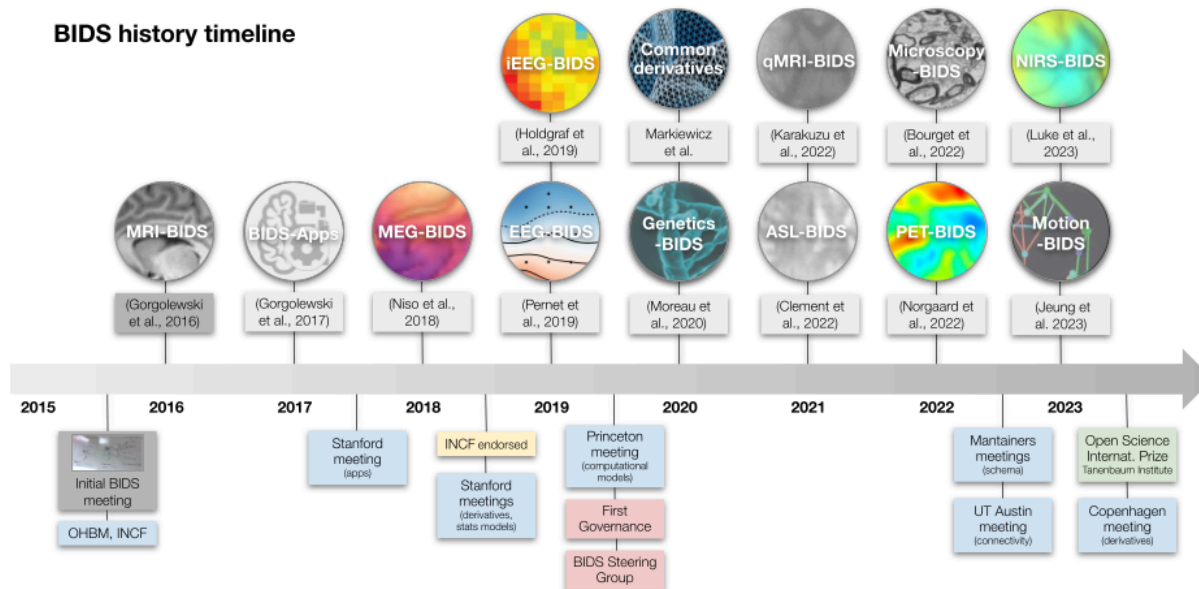 BIDS history timeline
iEEG-BIDS
Common
derivatives
qMRI-BIDS
Microscopy
-BIDS
NIRS-BIDS
(Holdgraf et
al., 2019)
Markiewicz
et al.
(Karakuzu et
al., 2022)
(Bourget et
al., 2022)
(Luke et al.,
2023)
MRI-BIDS
BIDS-Apps
MEG-BIDS
EEG-BIDS
Genetics
-BIDS
ASL-BIDS
PET-BIDS
Motion
-BIDS
(Gorgolewski
et al., 2016)
(Gorgolewski
et al., 2017)
(Niso et al.,
2018)
(Pernet et
al., 2019)
(Moreau et
al., 2020)
(Clement et
al., 2022)
(Norgaard et
al., 2022)
(Jeung et
al. 2023)
2015
2016
2017
2018
2019
2020
2021
2022
2023
Initial BIDS
meeting
OHBM, INCF
Stanford
meeting
(apps)
INCF endorsed
Stanford
meetings
(derivatives,
stats models)
Princeton
meeting
(computational
models)
First
Governance
BIDS Steering
Group
Mantainers
meetings
(schema)
UT Austin
meeting
(connectivity)
Open Science
Internat. Prize
Tanenbaum Institute
Copenhagen
meeting
(derivatives)